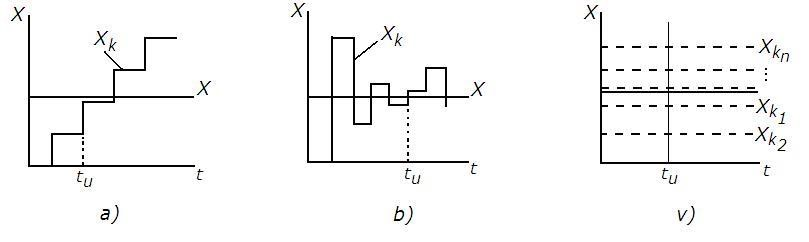 X
X_k
X
t_u
t
a)
X
X_k
X
t_u
t
b)
X
X_{k_n}
X_{k_1}
X_{k_2}
t_u
t
v)